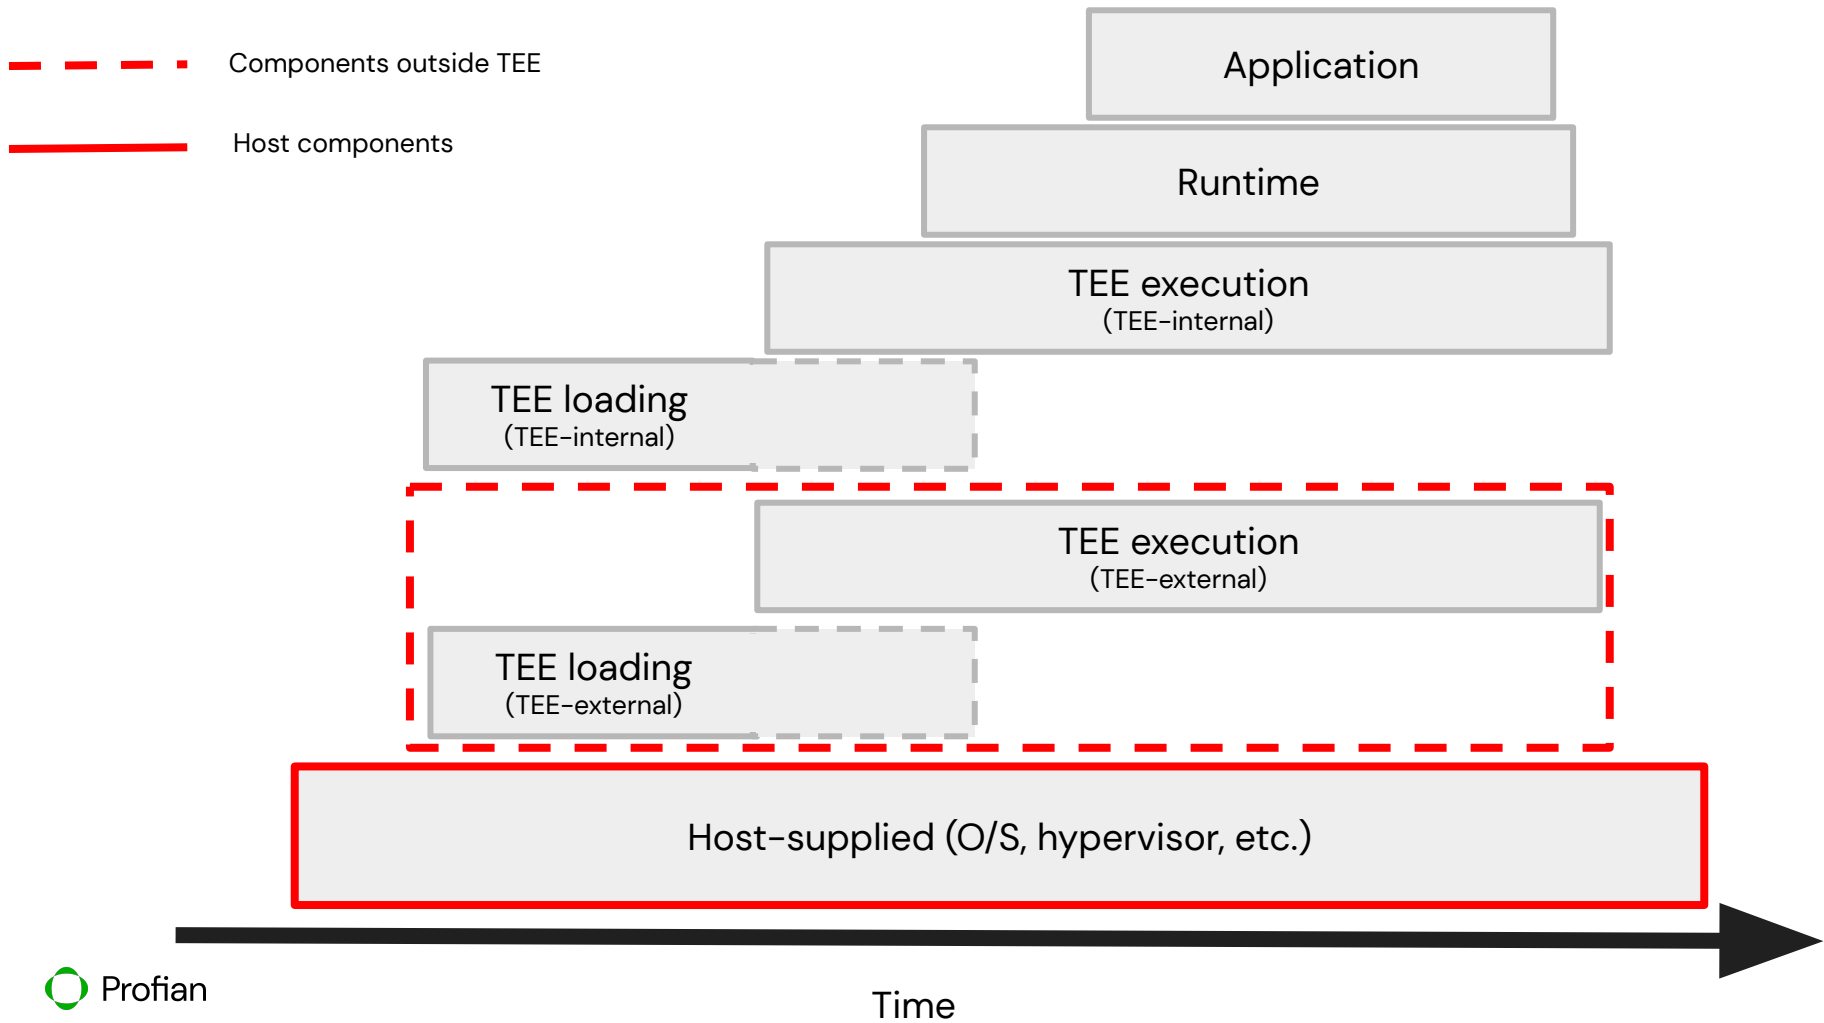 Components outside TEE
Host components
Application
Runtime
TEE execution
(TEE-internal)
TEE loading
(TEE-internal)
TEE execution
(TEE-external)
TEE loading
(TEE-external)
Host-supplied (O/S, hypervisor, etc.)
Profian
Time